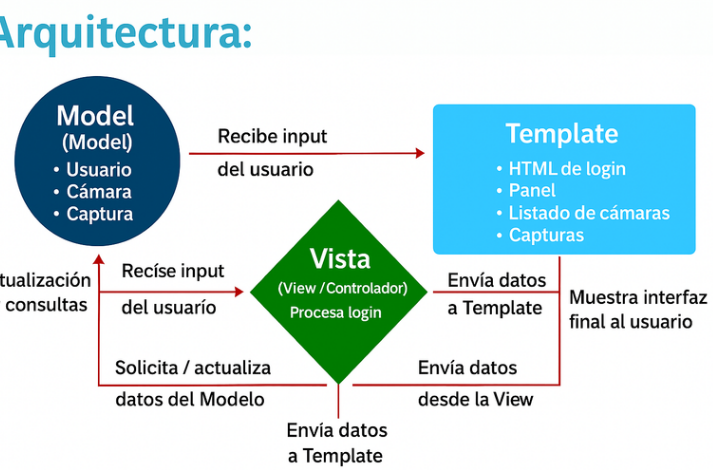 Arquitectura:
Model
(Model)
• Usuario
• Cámara
• Captura
Recibe input
del usuario
Template
• HTML de login
• Panel
• Listado de cámaras
• Capturas
Vista
(View / Controlador)
Procesa login
tualización
consultas
Recíse input
del usuarío
Envía datos
a Template
Muestra interfaz
final al usuario
Solicita / actualiza
datos del Modelo
Envía datos
desde la View
Envía datos
a Template